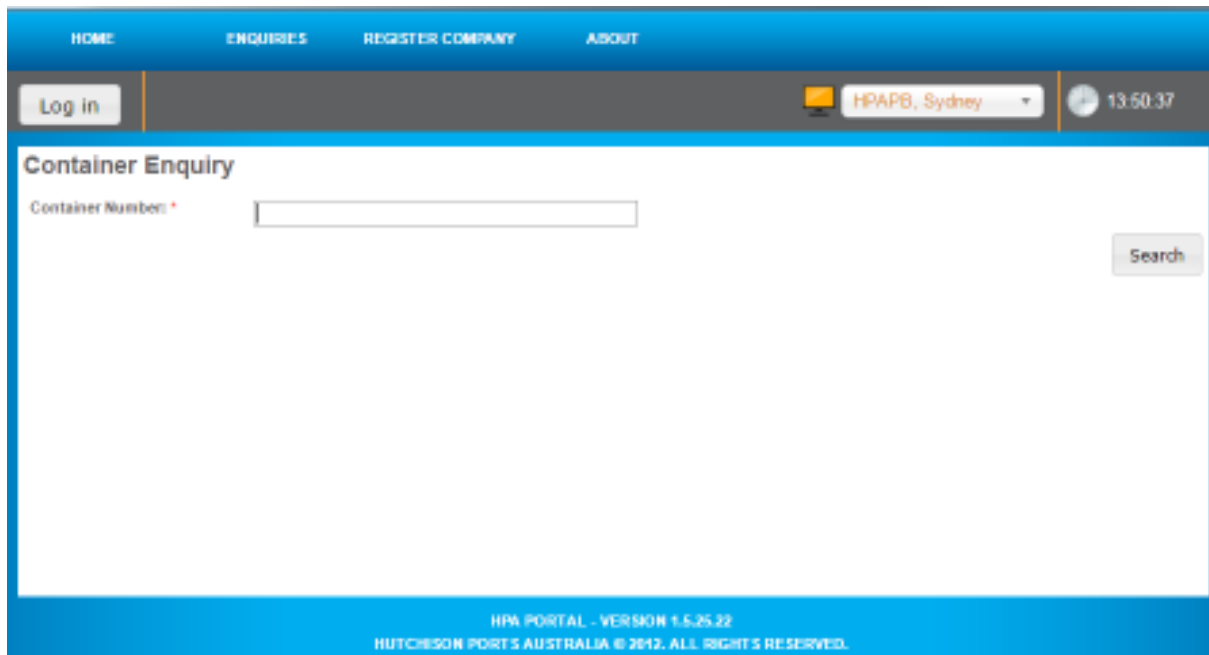 HOME ENQUIRIES REGISTER COMPANY ABOUT
Log in HPAPB, Sydney 13:50:37
Container Enquiry
Container Number: *
Search
HPA PORTAL - VERSION 1.5.25.22
HUTCHISON PORTS AUSTRALIA © 2012. ALL RIGHTS RESERVED.